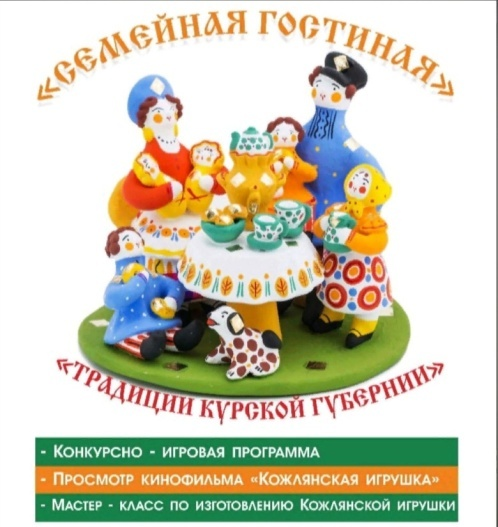 «СЕМЕЙНАЯ ГОСТИНАЯ»
«ТРАДИЦИИ КУРСКОЙ ГУБЕРНИИ»
- Конкурсно - игровая программа
- Просмотр кинофильма «Кожлянская игрушка»
- Мастер - класс по изготовлению Кожлянской игрушки